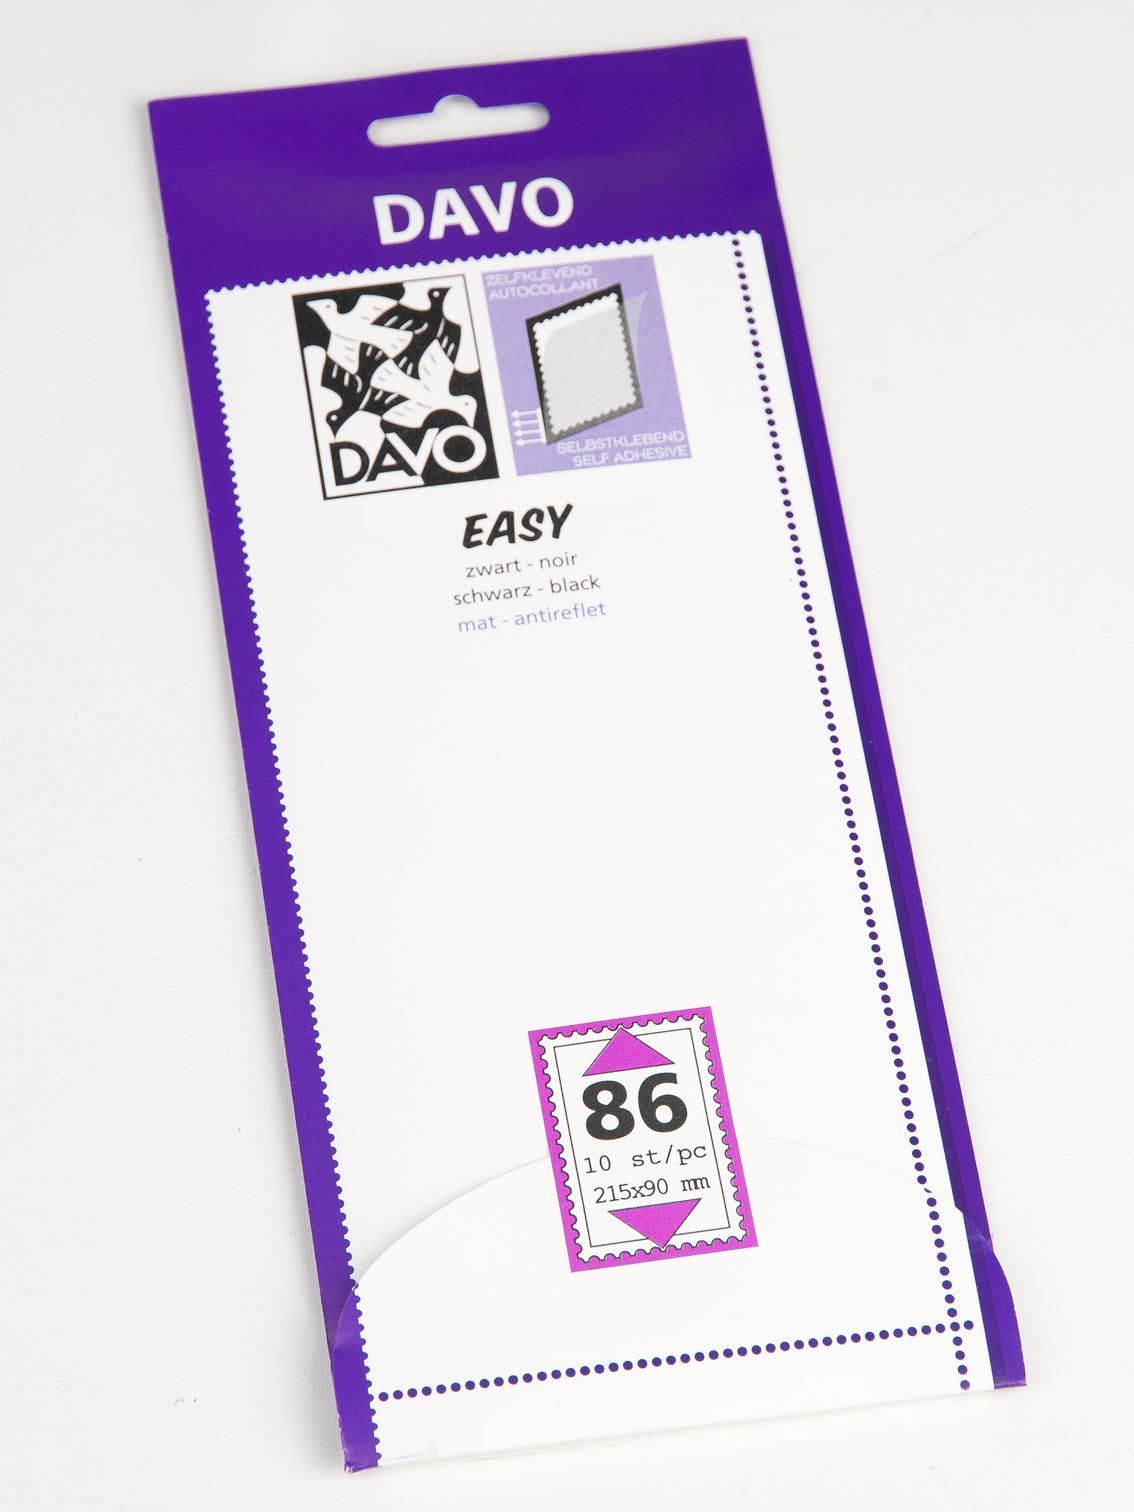 DAVO
ZELFKLEVEND
AUTOCOLLANT
DAVO
SELBSTKLEBEND
SELF ADHESIVE
EASY
zwart - noir
schwarz - black
mat - antireflet
86
10 st/pc
215x90 mm